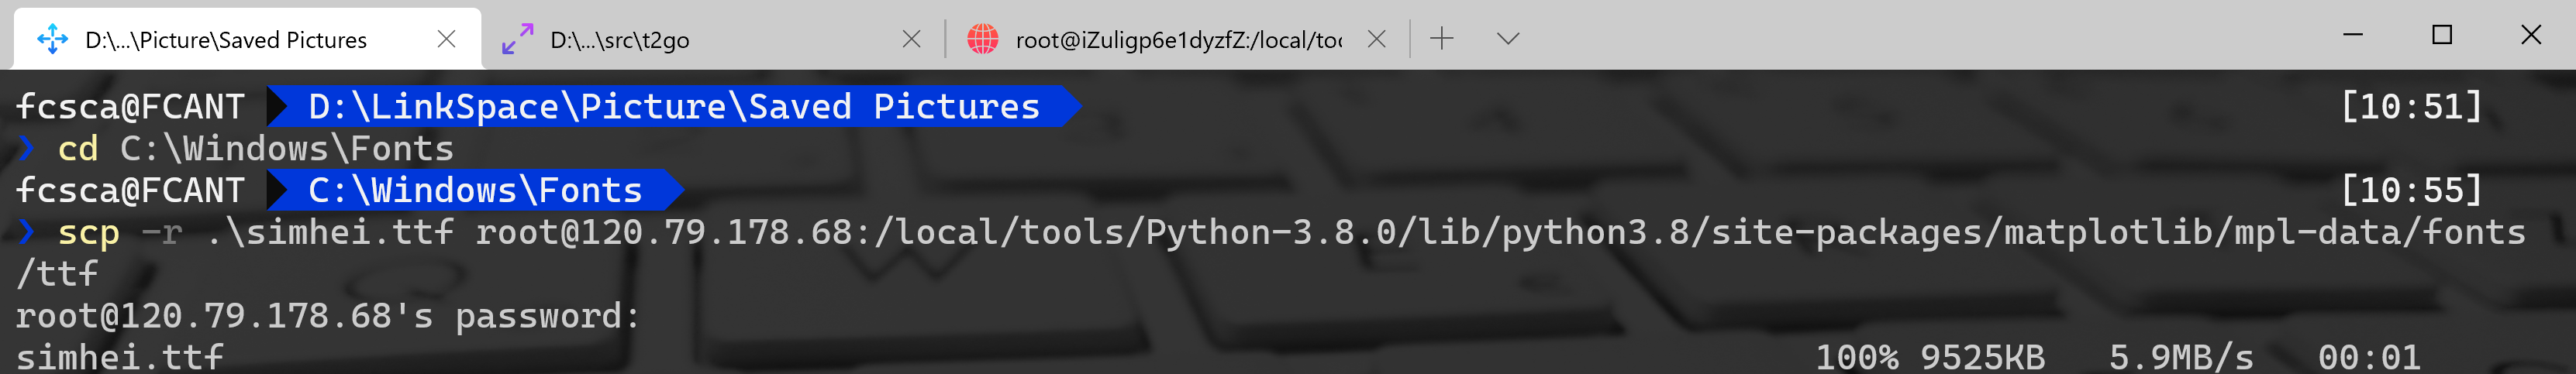 D:\...\Picture\Saved Pictures
D:\...\src\t2go
root@iZuligp6e1dyzfZ:/local/too
fcsca@FCANT D:\LinkSpace\Picture\Saved Pictures [10:51]
❯ cd C:\Windows\Fonts
fcsca@FCANT C:\Windows\Fonts [10:55]
❯ scp -r .\simhei.ttf root@120.79.178.68:/local/tools/Python-3.8.0/lib/python3.8/site-packages/matplotlib/mpl-data/fonts
/ttf
root@120.79.178.68's password:
simhei.ttf 100% 9525KB 5.9MB/s 00:01